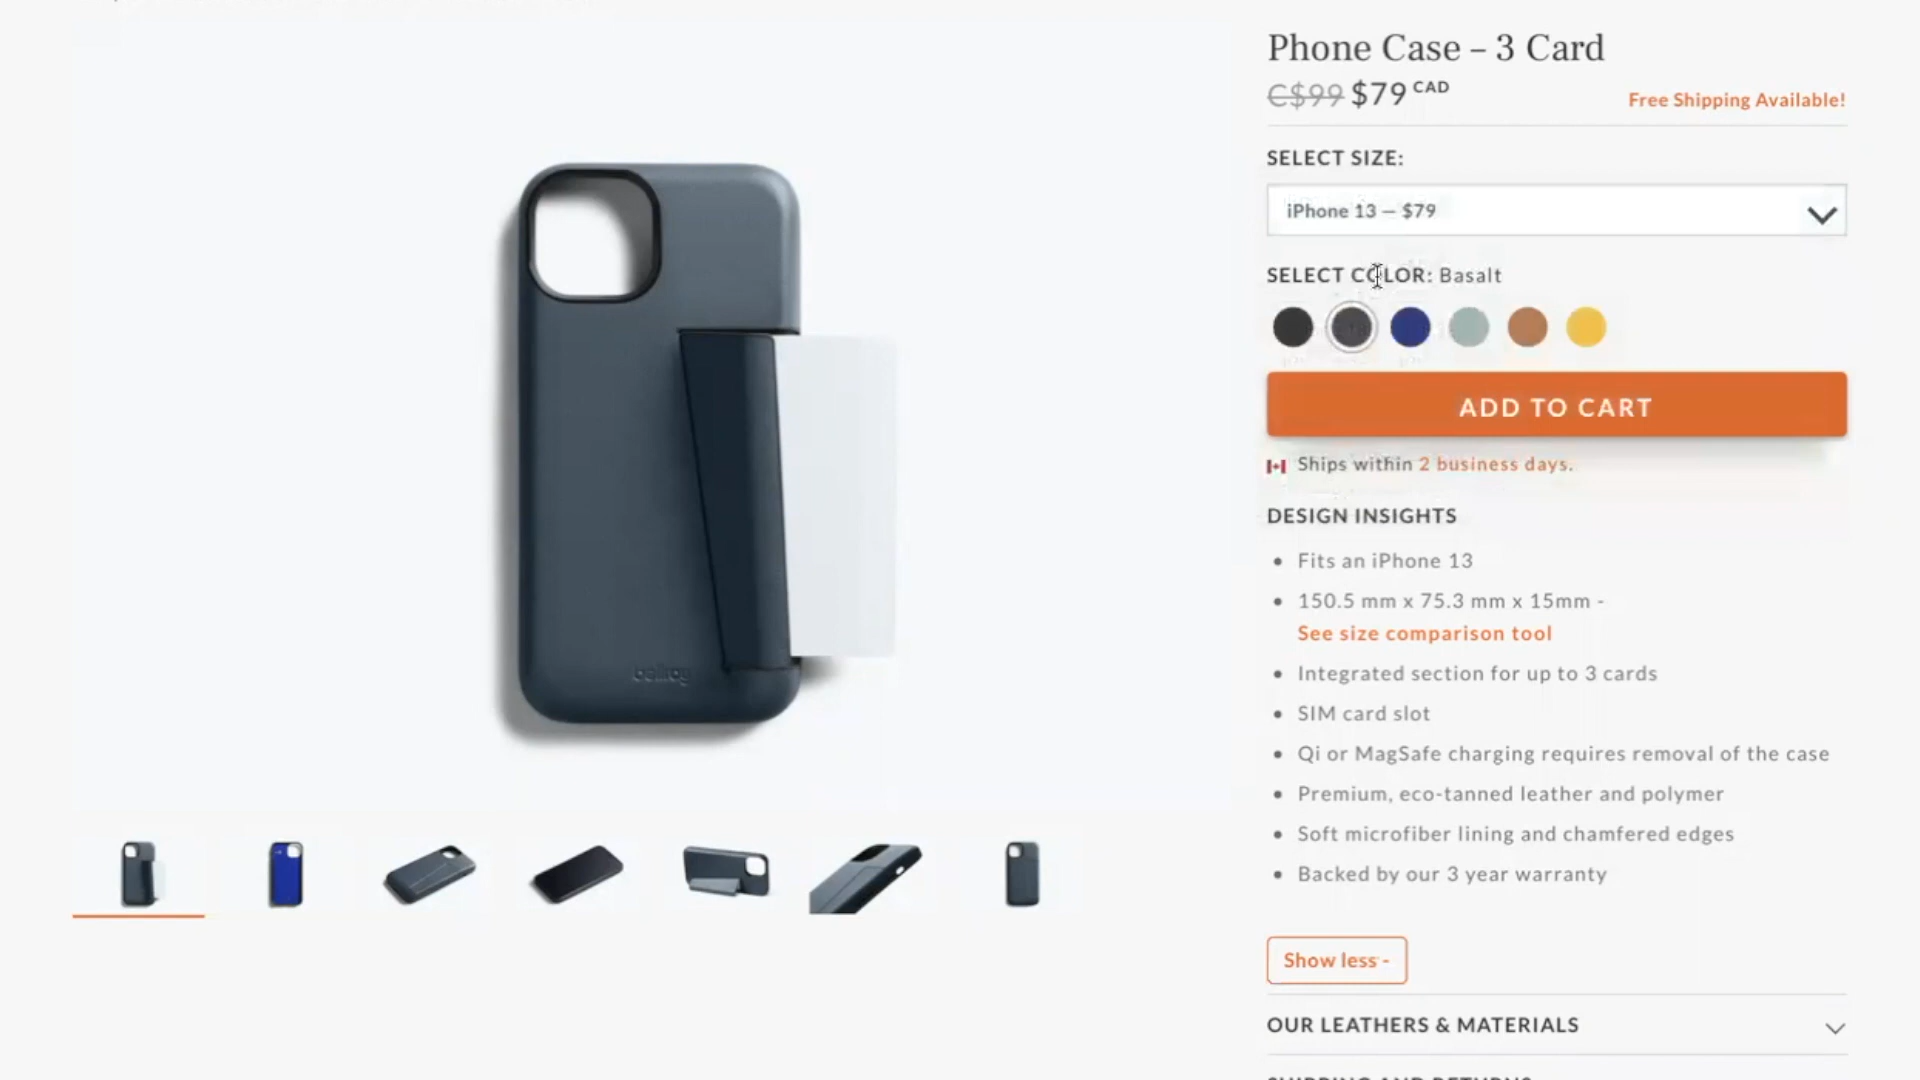 Phone Case – 3 Card
C$99 $79 CAD
Free Shipping Available!
SELECT SIZE:
iPhone 13 — $79
SELECT COLOR: Basalt
ADD TO CART
Ships within 2 business days.
DESIGN INSIGHTS
Fits an iPhone 13
150.5 mm x 75.3 mm x 15mm -
See size comparison tool
Integrated section for up to 3 cards
SIM card slot
Qi or MagSafe charging requires removal of the case
Premium, eco-tanned leather and polymer
Soft microfiber lining and chamfered edges
Backed by our 3 year warranty
Show less -
OUR LEATHERS & MATERIALS
SHIPPING AND RETURNS
bellroy